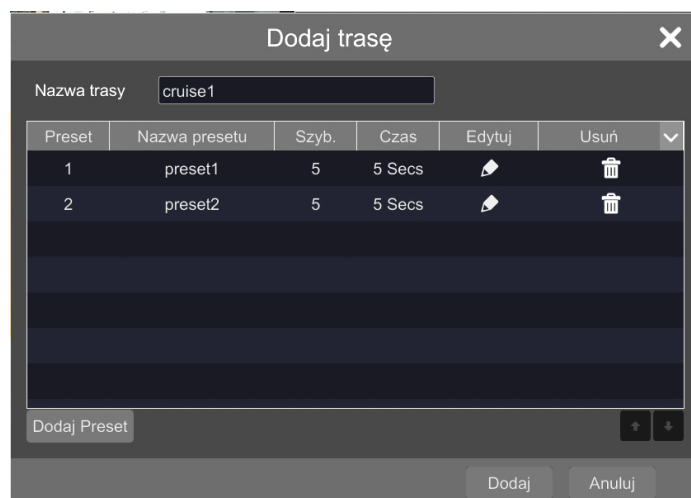 Dodaj trasę
Nazwa trasy cruise1
Preset Nazwa presetu Szyb. Czas Edytuj Usuń
1 preset1 5 5 Secs
2 preset2 5 5 Secs
Dodaj Preset
Dodaj Anuluj